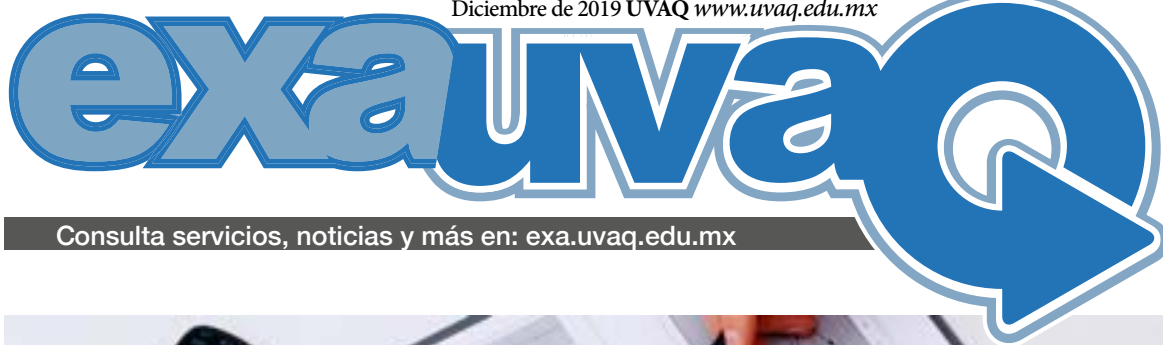 Diciembre de 2019 UVAQ www.uvaq.edu.mx
exauvaQ
Consulta servicios, noticias y más en: exa.uvaq.edu.mx